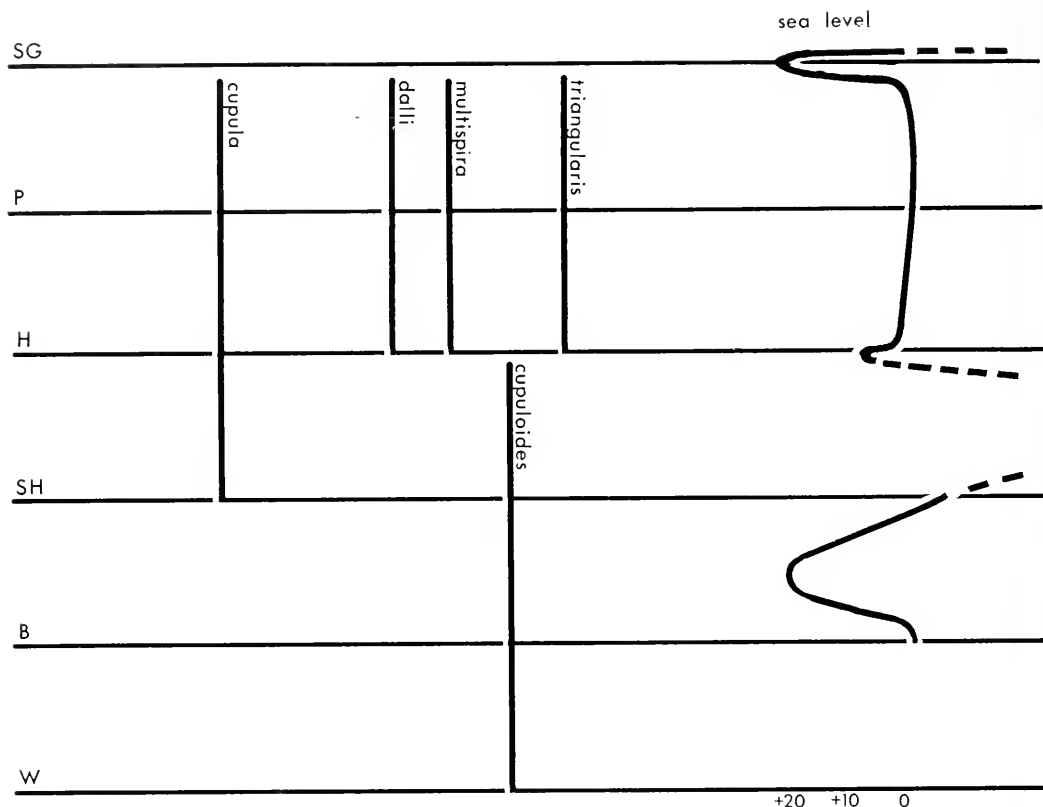 sea level
SG
cupula
dalli
multispira
triangularis
P
H
cupuloides
SH
B
W
+20 +10 0